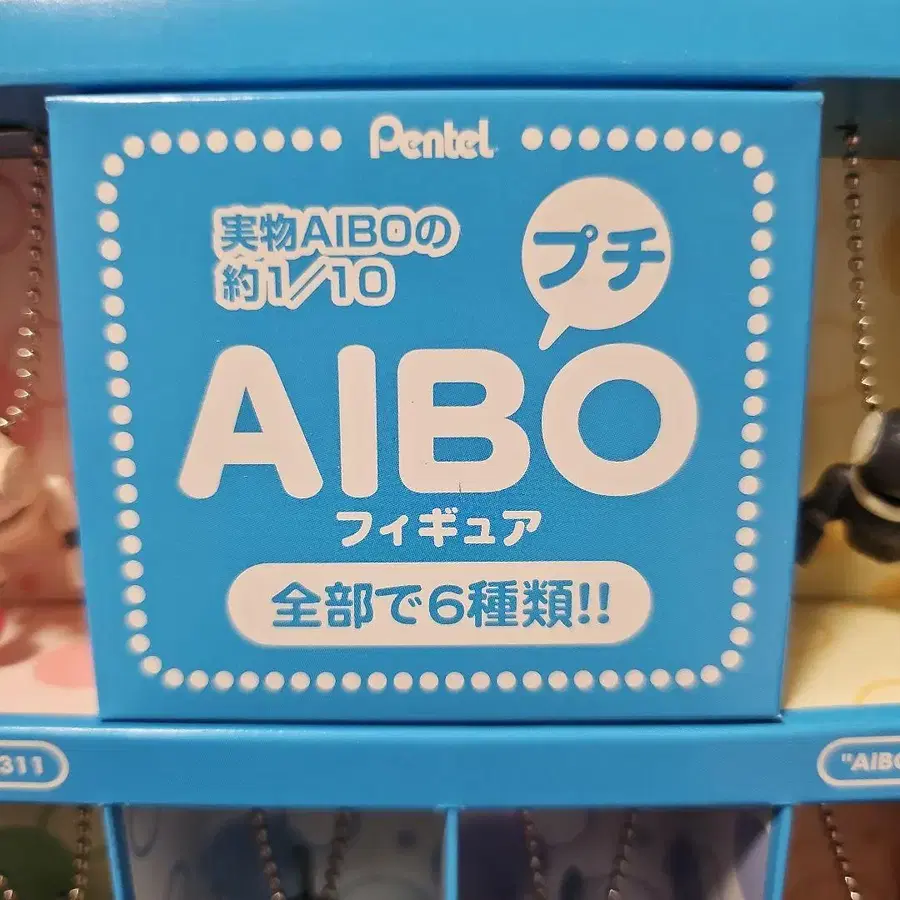 Pentel
実物AIBOの
約1/10
プチ
AIBO
フィギュア
全部で6種類!!
311
"AIBO